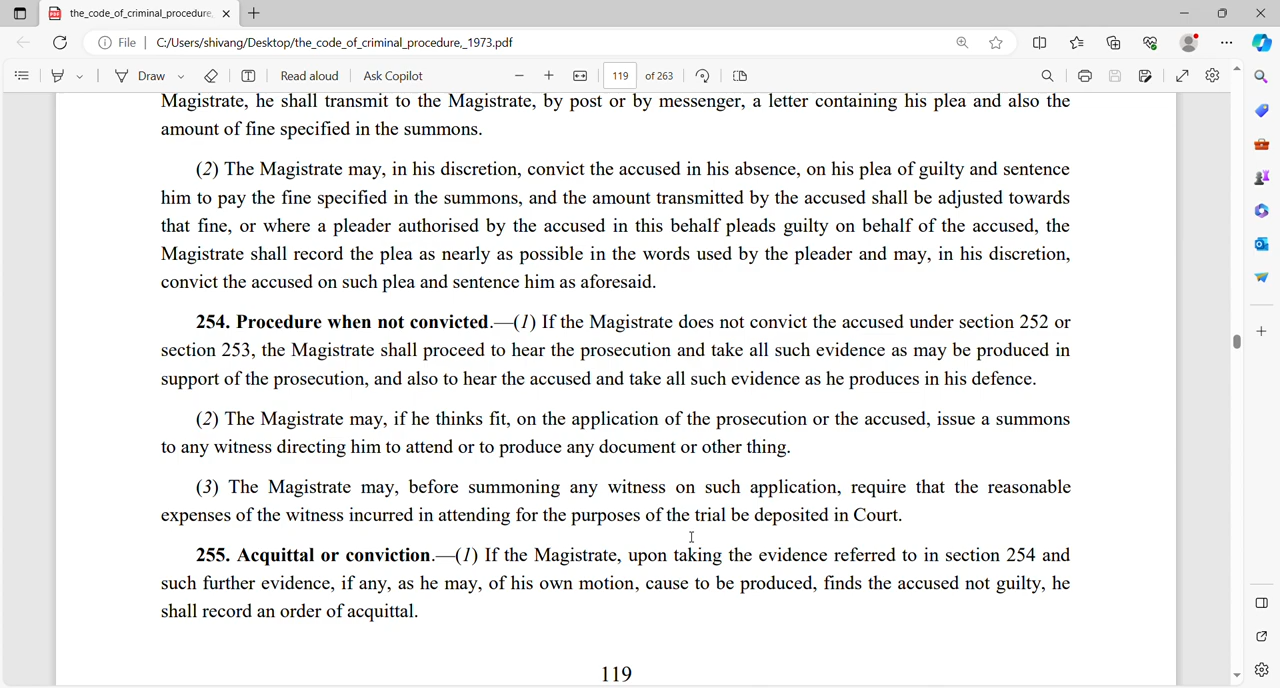 the_code_of_criminal_procedure,
File C:/Users/shivang/Desktop/the_code_of_criminal_procedure,_1973.pdf
Draw Read aloud Ask Copilot 119 of 263
Magistrate, he shall transmit to the Magistrate, by post or by messenger, a letter containing his plea and also the
amount of fine specified in the summons.
(2) The Magistrate may, in his discretion, convict the accused in his absence, on his plea of guilty and sentence
him to pay the fine specified in the summons, and the amount transmitted by the accused shall be adjusted towards
that fine, or where a pleader authorised by the accused in this behalf pleads guilty on behalf of the accused, the
Magistrate shall record the plea as nearly as possible in the words used by the pleader and may, in his discretion,
convict the accused on such plea and sentence him as aforesaid.
254. Procedure when not convicted.—(1) If the Magistrate does not convict the accused under section 252 or
section 253, the Magistrate shall proceed to hear the prosecution and take all such evidence as may be produced in
support of the prosecution, and also to hear the accused and take all such evidence as he produces in his defence.
(2) The Magistrate may, if he thinks fit, on the application of the prosecution or the accused, issue a summons
to any witness directing him to attend or to produce any document or other thing.
(3) The Magistrate may, before summoning any witness on such application, require that the reasonable
expenses of the witness incurred in attending for the purposes of the trial be deposited in Court.
255. Acquittal or conviction.—(1) If the Magistrate, upon taking the evidence referred to in section 254 and
such further evidence, if any, as he may, of his own motion, cause to be produced, finds the accused not guilty, he
shall record an order of acquittal.
119